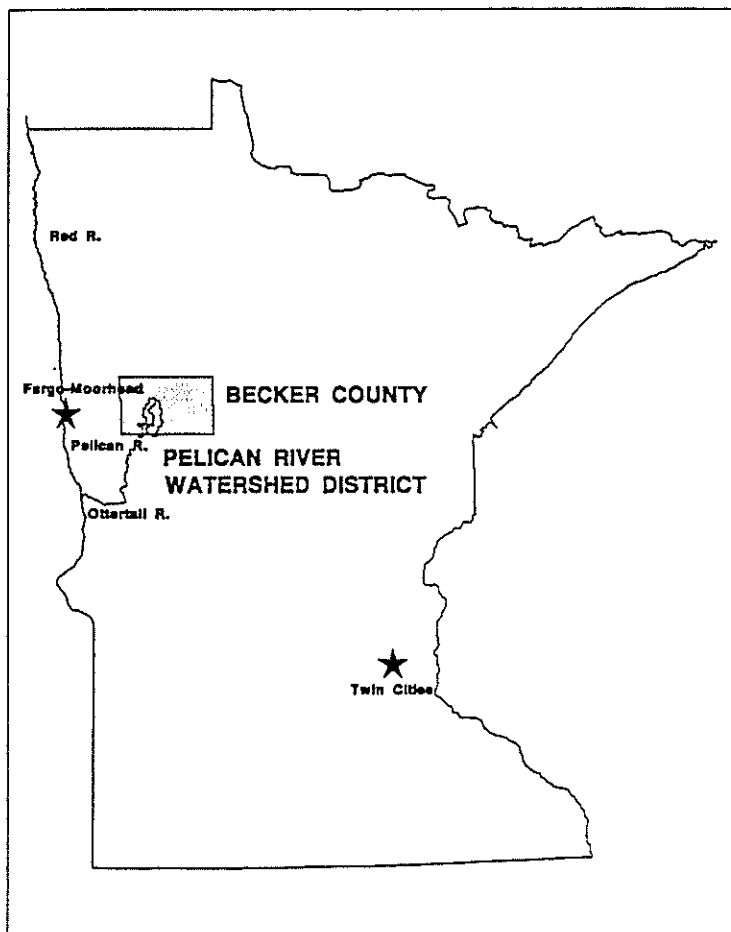 Red R.
Fargo-Moorhead
BECKER COUNTY
Pelican R.
PELICAN RIVER
WATERSHED DISTRICT
Ottertail R.
Twin Cities